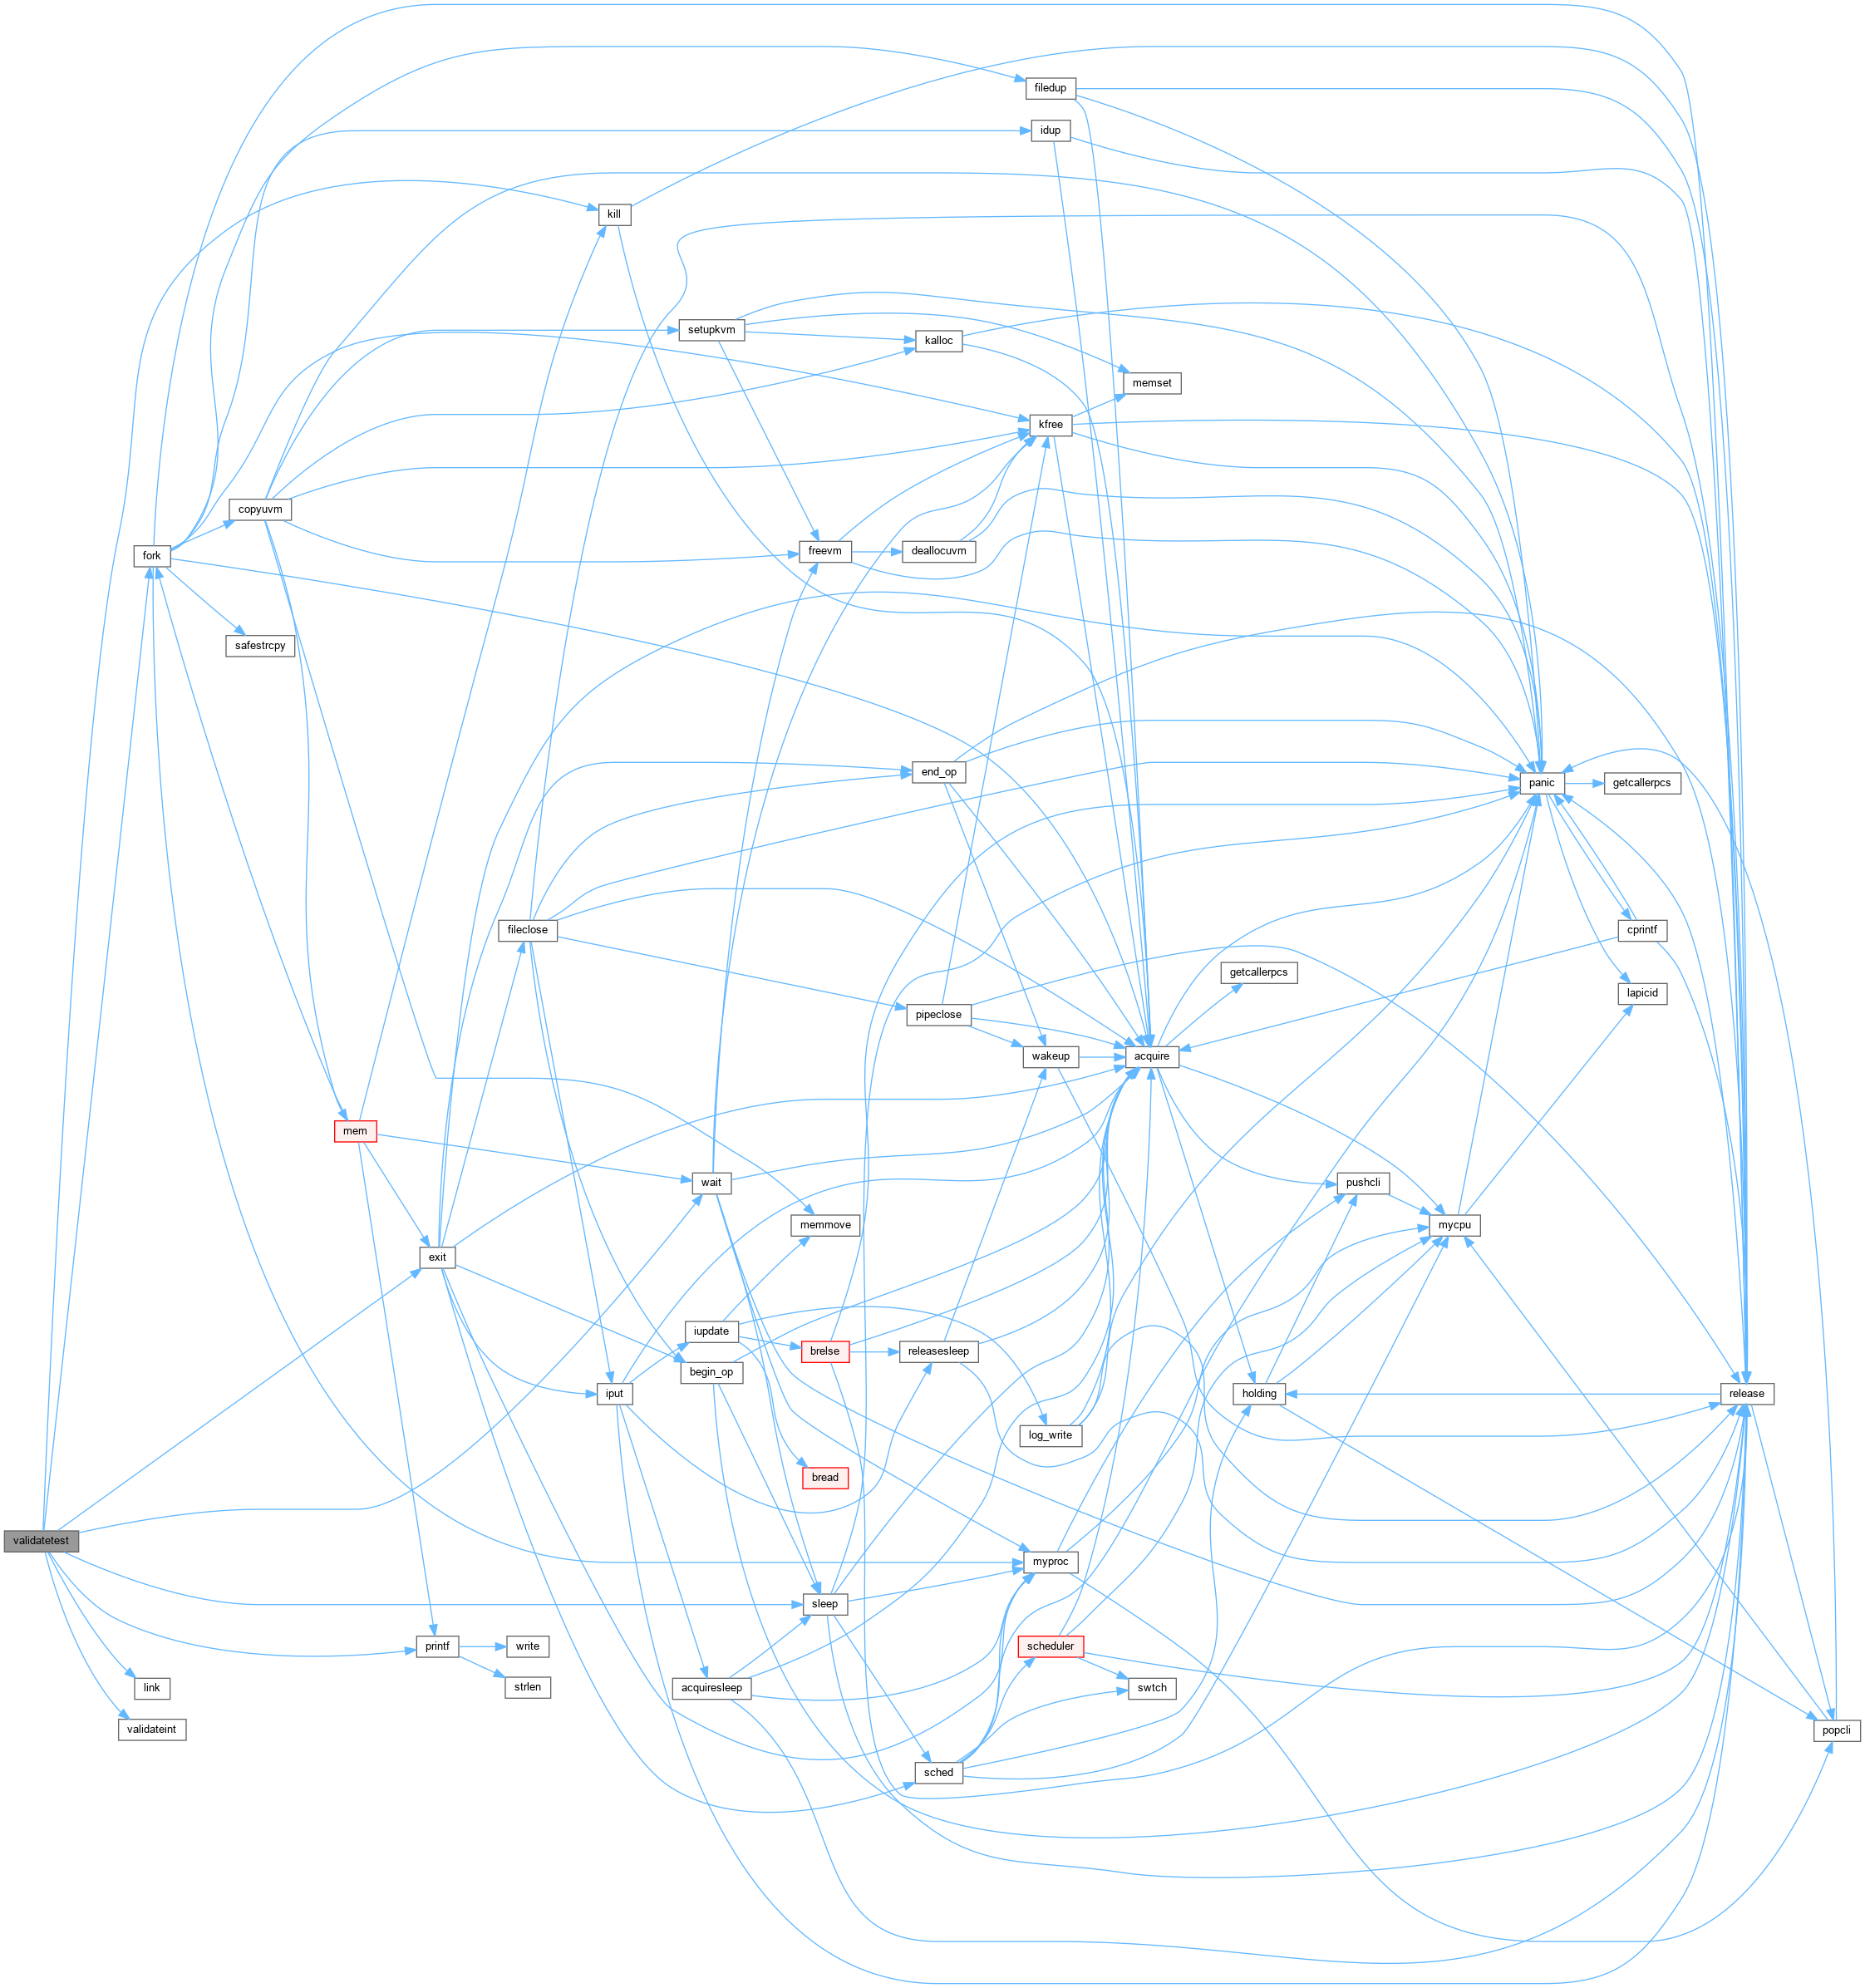 filedup
idup
kill
setupkvm
kalloc
memset
kfree
copyuvm
fork
freevm
deallocuvm
safestrcpy
end_op
panic
getcallerpcs
fileclose
cprintf
getcallerpcs
lapicid
pipeclose
wakeup
acquire
mem
wait
pushcli
memmove
mycpu
exit
iupdate
brelse
releasesleep
begin_op
iput
holding
release
log_write
bread
validatetest
myproc
sleep
printf
write
scheduler
link
acquiresleep
strlen
swtch
validateint
popcli
sched